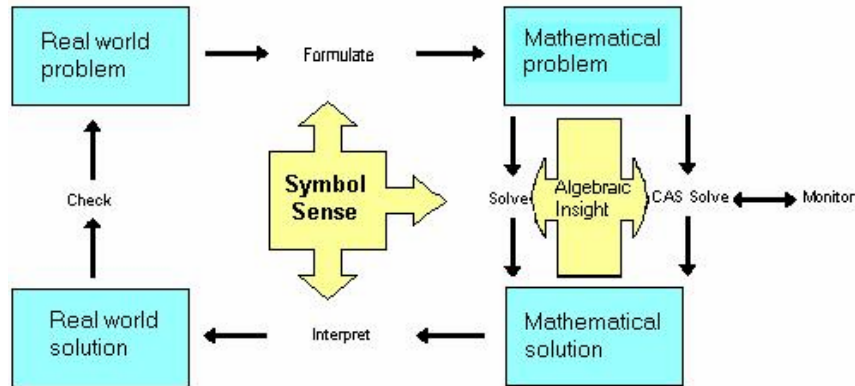 Real world
problem
Formulate
Mathematical
problem
Symbol
Sense
Check
Solve
Algebraic
Insight
CAS Solve
Monitor
Real world
solution
Interpret
Mathematical
solution